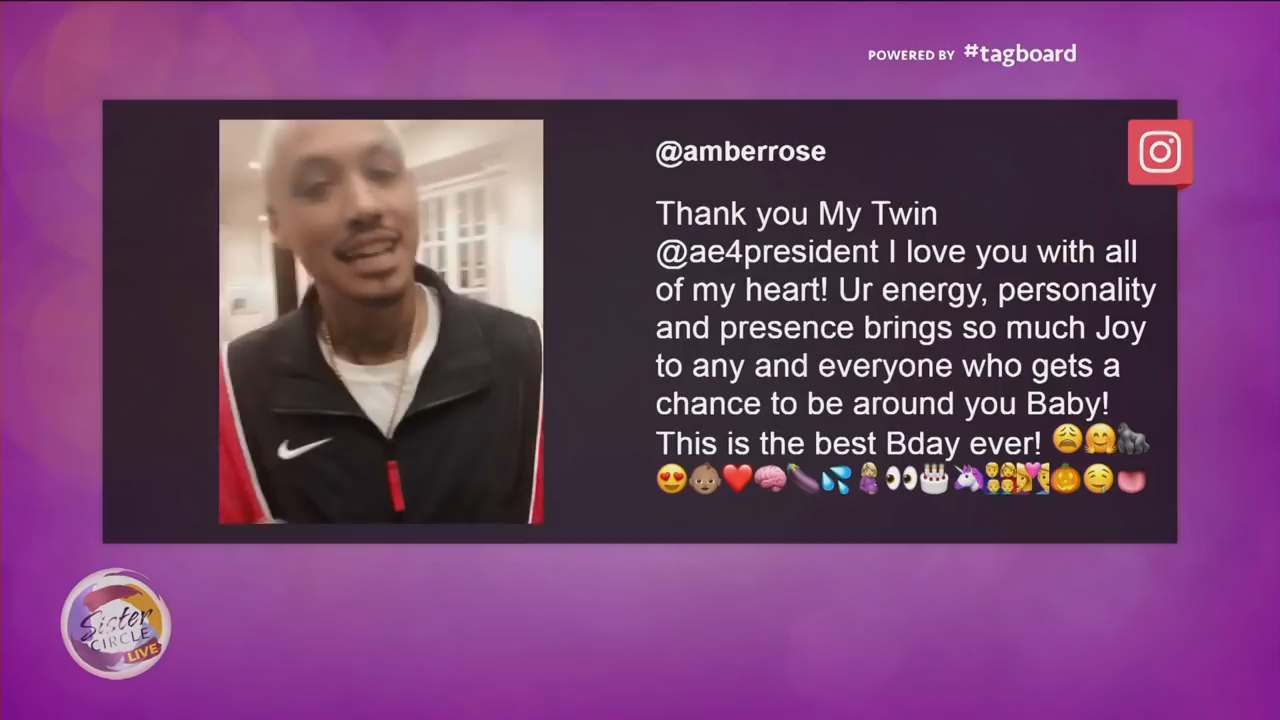 POWERED BY #tagboard
@amberrose
Thank you My Twin
@ae4president I love you with all
of my heart! Ur energy, personality
and presence brings so much Joy
to any and everyone who gets a
chance to be around you Baby!
This is the best Bday ever! 😩🤗🦍
😍👶🏽❤️🧠🍆💦🤰🏼👀🎂🦄👨‍👩‍👧‍👦💏🎃🤤👅
Sister
CIRCLE
LIVE